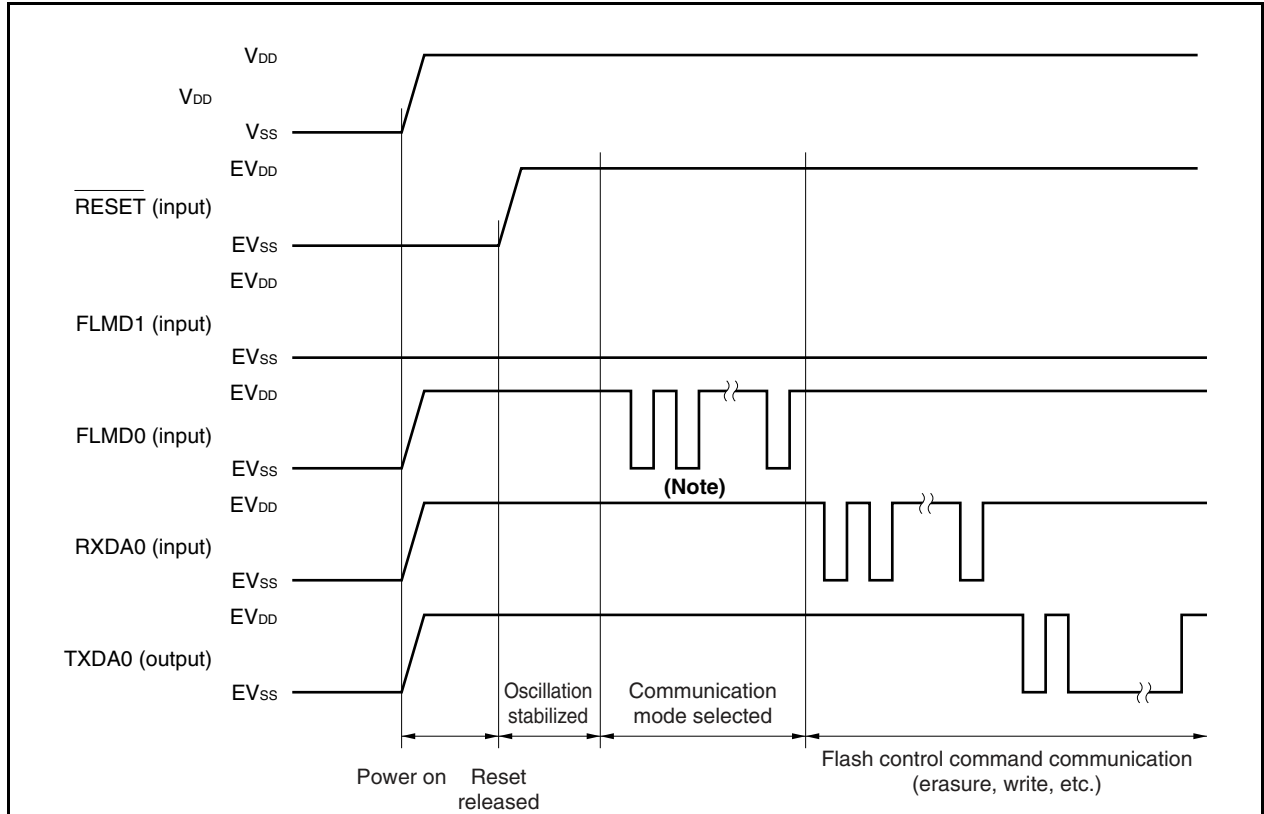 VDD
VDD
VSS
EVDD
RESET (input)
EVSS
EVDD
FLMD1 (input)
EVSS
EVDD
FLMD0 (input)
EVSS
(Note)
EVDD
RXDA0 (input)
EVSS
EVDD
TXDA0 (output)
EVSS
Oscillation
stabilized
Communication
mode selected
Power on
Reset
released
Flash control command communication
(erasure, write, etc.)